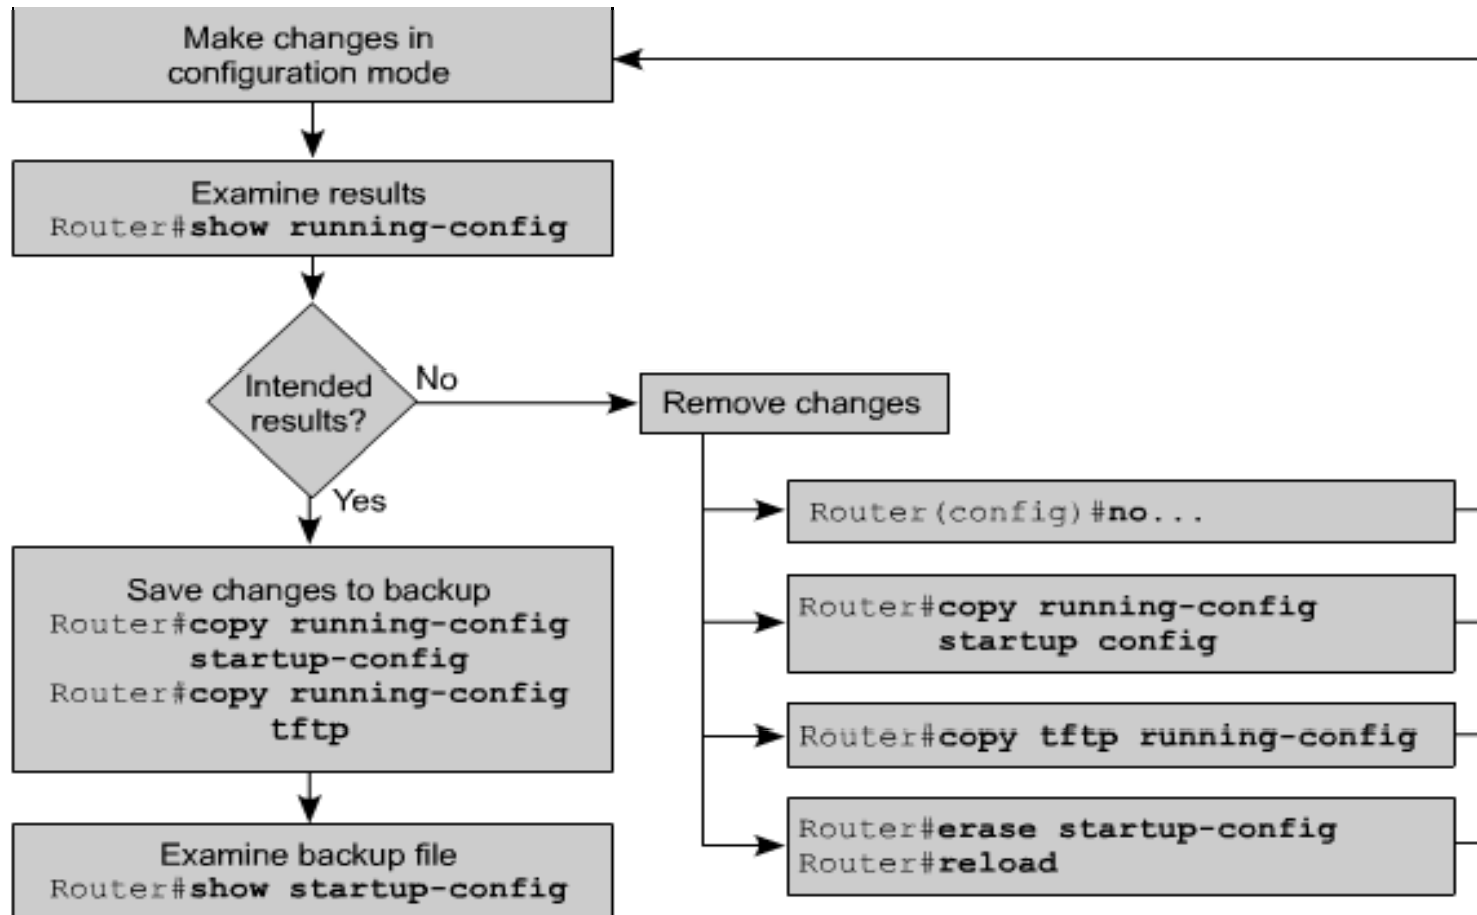 Make changes in
configuration mode
Examine results
Router#show running-config
Intended
results?
No
Yes
Remove changes
Router(config)#no...
Router#copy running-config
startup config
Router#copy tftp running-config
Router#erase startup-config
Router#reload
Save changes to backup
Router#copy running-config
startup-config
Router#copy running-config
tftp
Examine backup file
Router#show startup-config